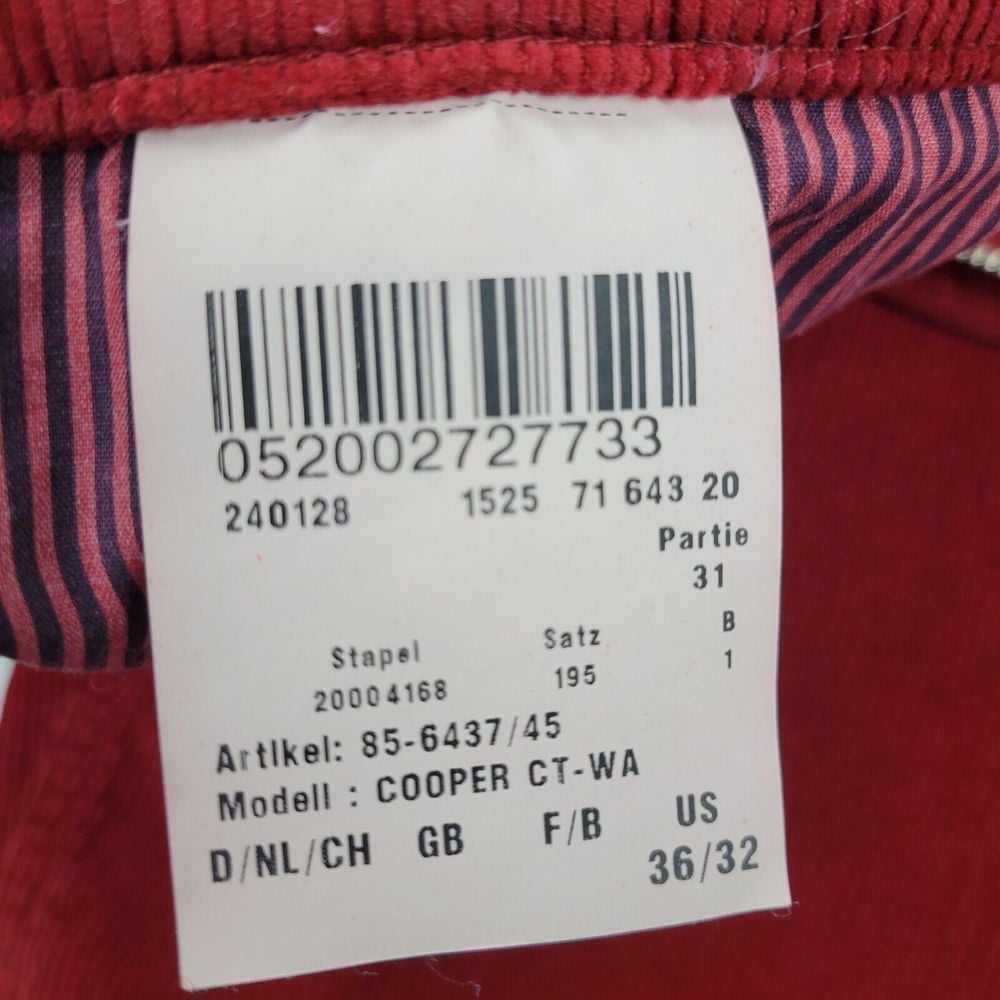 052002727733
240128 1525 71 643 20
Partie
31
Stapel Satz B
20004168 195 1
Artikel: 85-6437/45
Modell : COOPER CT-WA
D/NL/CH GB F/B US
36/32